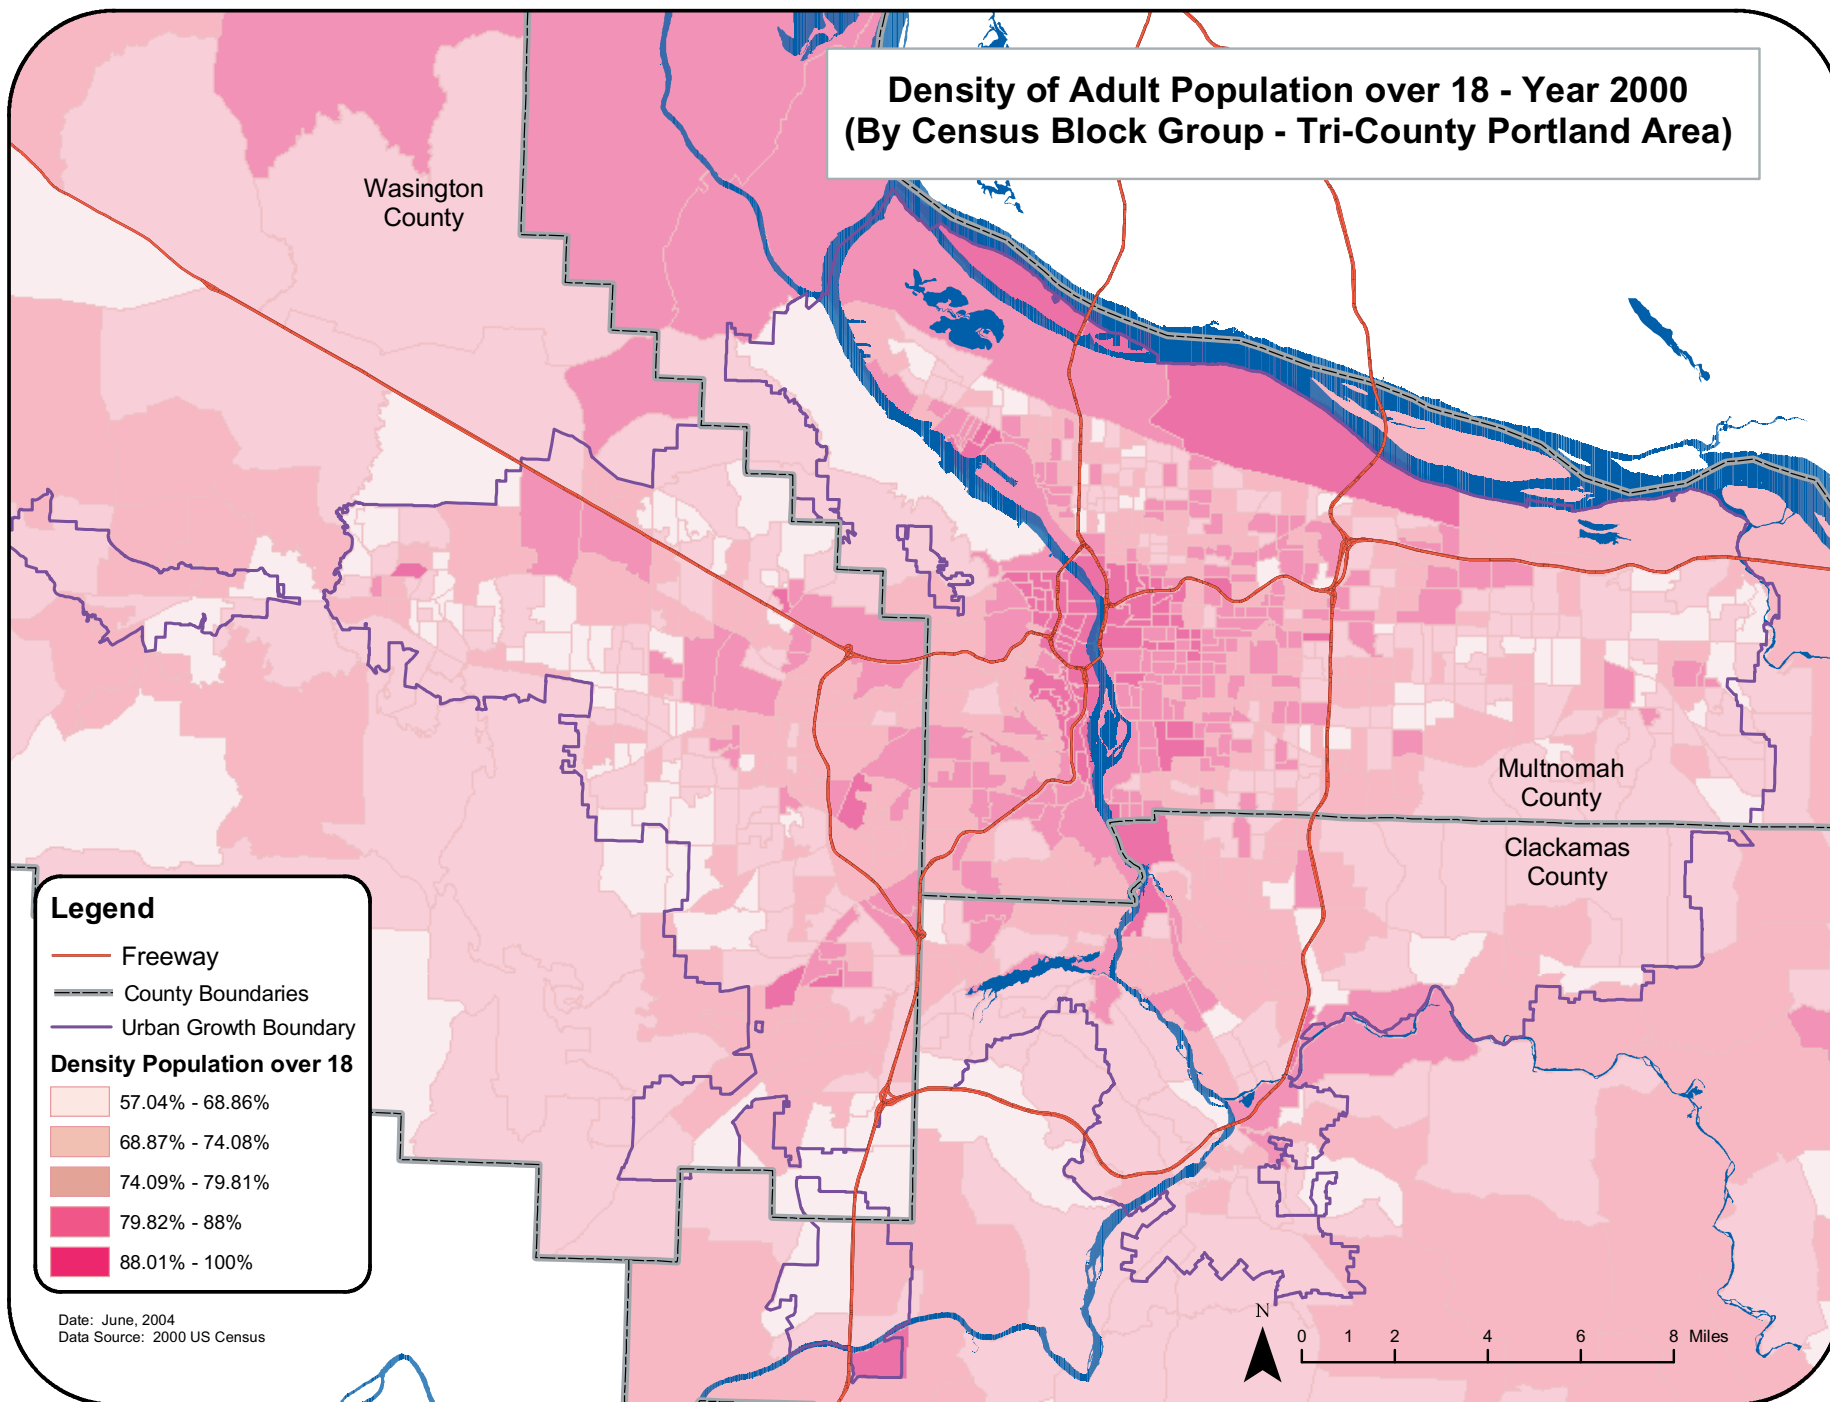 Density of Adult Population over 18 - Year 2000
(By Census Block Group - Tri-County Portland Area)
Wasington
County
Multnomah
County
Clackamas
County
Legend
Freeway
County Boundaries
Urban Growth Boundary
Density Population over 18
57.04% - 68.86%
68.87% - 74.08%
74.09% - 79.81%
79.82% - 88%
88.01% - 100%
Date: June, 2004
Data Source: 2000 US Census
N
0 1 2 4 6 8 Miles